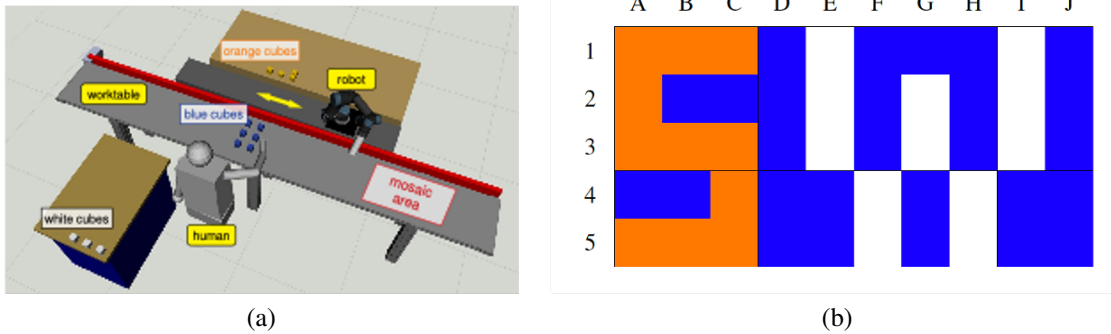 orange cubes
robot
worktable
blue cubes
mosaic
area
white cubes
human
(a)
A B C D E F G H I J
1
2
3
4
5
(b)